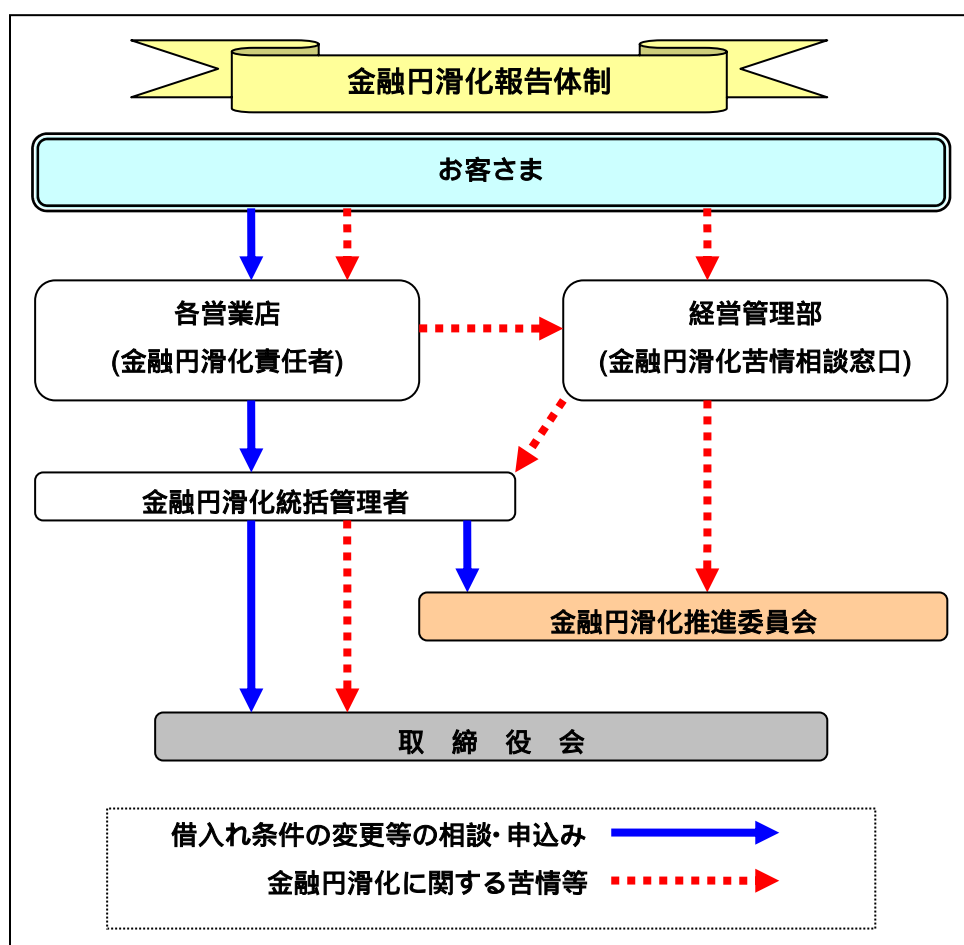 金融円滑化報告体制
お客さま
各営業店
(金融円滑化責任者)
経営管理部
(金融円滑化苦情相談窓口)
金融円滑化統括管理者
金融円滑化推進委員会
取 締 役 会
借入れ条件の変更等の相談･申込み
金融円滑化に関する苦情等